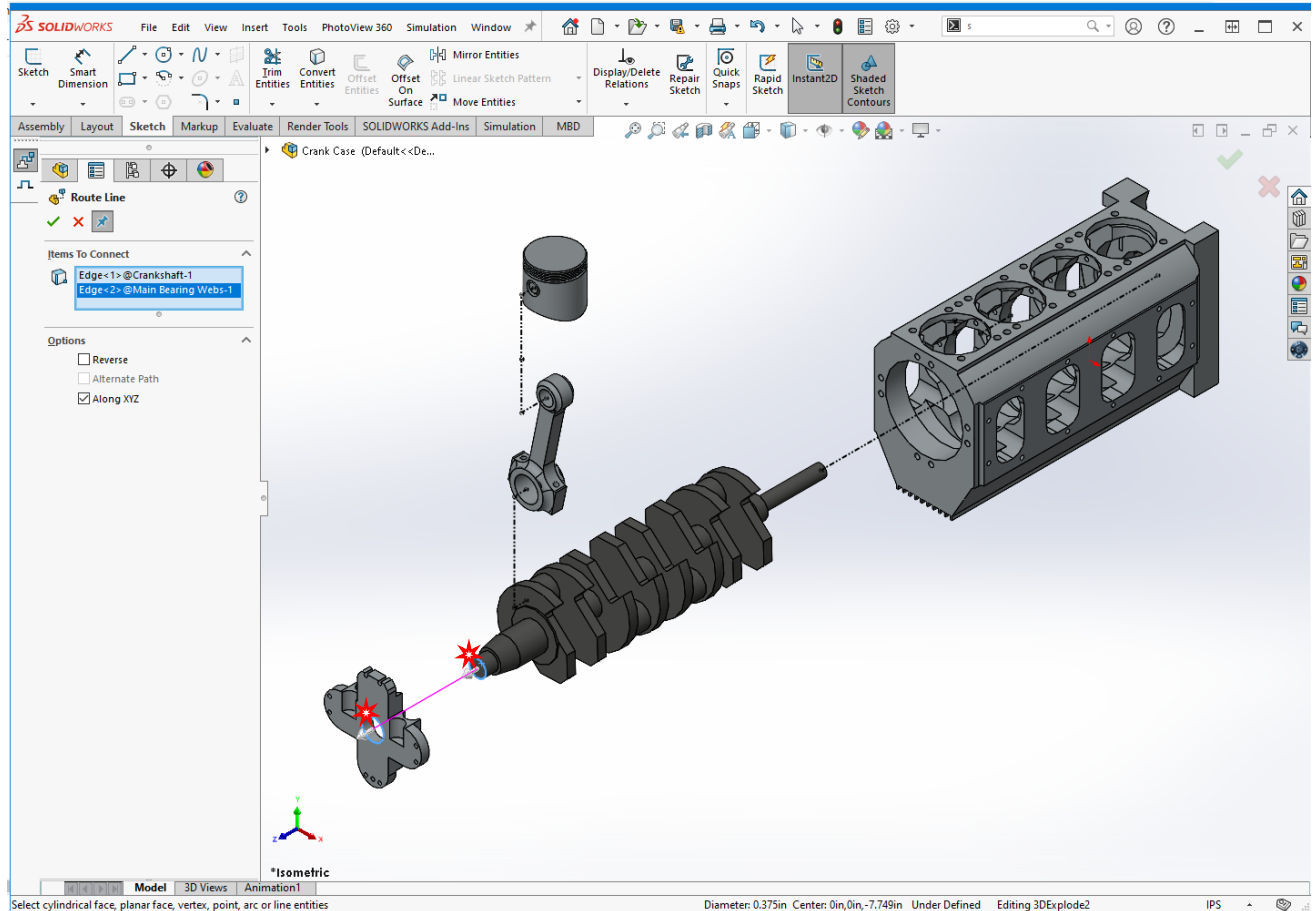 SOLIDWORKS File Edit View Insert Tools PhotoView 360 Simulation Window s
Sketch
Smart Dimension
Trim Entities
Convert Entities
Offset Entities
Offset On Surface
Mirror Entities
Linear Sketch Pattern
Move Entities
Display/Delete Relations
Repair Sketch
Quick Snaps
Rapid Sketch
Instant2D
Shaded Sketch Contours
Assembly Layout Sketch Markup Evaluate Render Tools SOLIDWORKS Add-Ins Simulation MBD
Crank Case (Default<<De...
Route Line
Items To Connect
Edge<1>@Crankshaft-1
Edge<2>@Main Bearing Webs-1
Options
Reverse
Alternate Path
Along XYZ
Y
Z X
*Isometric
Model 3D Views Animation1
Select cylindrical face, planar face, vertex, point, arc or line entities Diameter: 0.375in Center: 0in,0in,-7.749in Under Defined Editing 3DExplode2 IPS